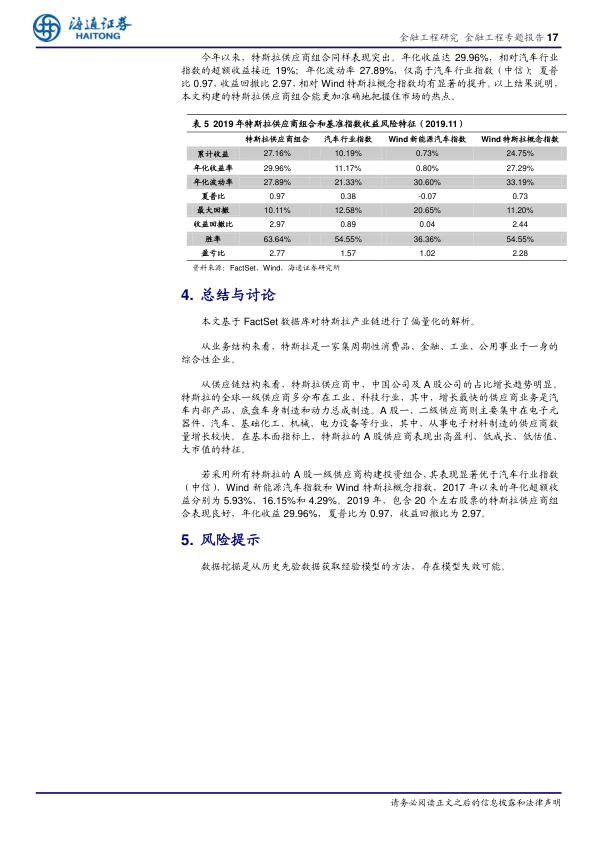 海通证券
HAITONG
金融工程研究 金融工程专题报告 17
今年以来，特斯拉供应商组合同样表现突出。年化收益达 29.96%，相对汽车行业
指数的超额收益接近 19%；年化波动率 27.89%，仅高于汽车行业指数（中信）；夏普
比 0.97，收益回撤比 2.97，相对 Wind 特斯拉概念指数均有显著的提升。以上结果说明，
本文构建的特斯拉供应商组合能更加准确地把握住市场的热点。
表 5 2019 年特斯拉供应商组合和基准指数收益风险特征（2019.11）
特斯拉供应商组合 汽车行业指数 Wind 新能源汽车指数 Wind 特斯拉概念指数
累计收益 27.16% 10.19% 0.73% 24.75%
年化收益率 29.96% 11.17% 0.80% 27.29%
年化波动率 27.89% 21.33% 30.60% 33.19%
夏普比 0.97 0.38 -0.07 0.73
最大回撤 10.11% 12.58% 20.65% 11.20%
收益回撤比 2.97 0.89 0.04 2.44
胜率 63.64% 54.55% 36.36% 54.55%
盈亏比 2.77 1.57 1.02 2.28
资料来源：FactSet、Wind、海通证券研究所
4. 总结与讨论
本文基于 FactSet 数据库对特斯拉产业链进行了偏量化的解析。
从业务结构来看，特斯拉是一家集周期性消费品、金融、工业、公用事业于一身的
综合性企业。
从供应链结构来看，特斯拉供应商中，中国公司及 A 股公司的占比增长趋势明显。
特斯拉的全球一级供应商多分布在工业、科技行业，其中，增长最快的供应商业务是汽
车内部产品，底盘车身制造和动力总成制造。A 股一、二级供应商则主要集中在电子元
器件、汽车、基础化工、机械、电力设备等行业，其中，从事电子材料制造的供应商数
量增长较快。在基本面指标上，特斯拉的 A 股供应商表现出高盈利、低成长、低估值、
大市值的特征。
若采用所有特斯拉的 A 股一级供应商构建投资组合，其表现显著优于汽车行业指数
（中信）、Wind 新能源汽车指数和 Wind 特斯拉概念指数。2017 年以来的年化超额收
益分别为 5.93%，16.15%和 4.29%。2019 年，包含 20 个左右股票的特斯拉供应商组
合表现良好，年化收益 29.96%，夏普比为 0.97，收益回撤比为 2.97。
5. 风险提示
数据挖掘是从历史先验数据获取经验模型的方法，存在模型失效可能。
请务必阅读正文之后的信息披露和法律声明